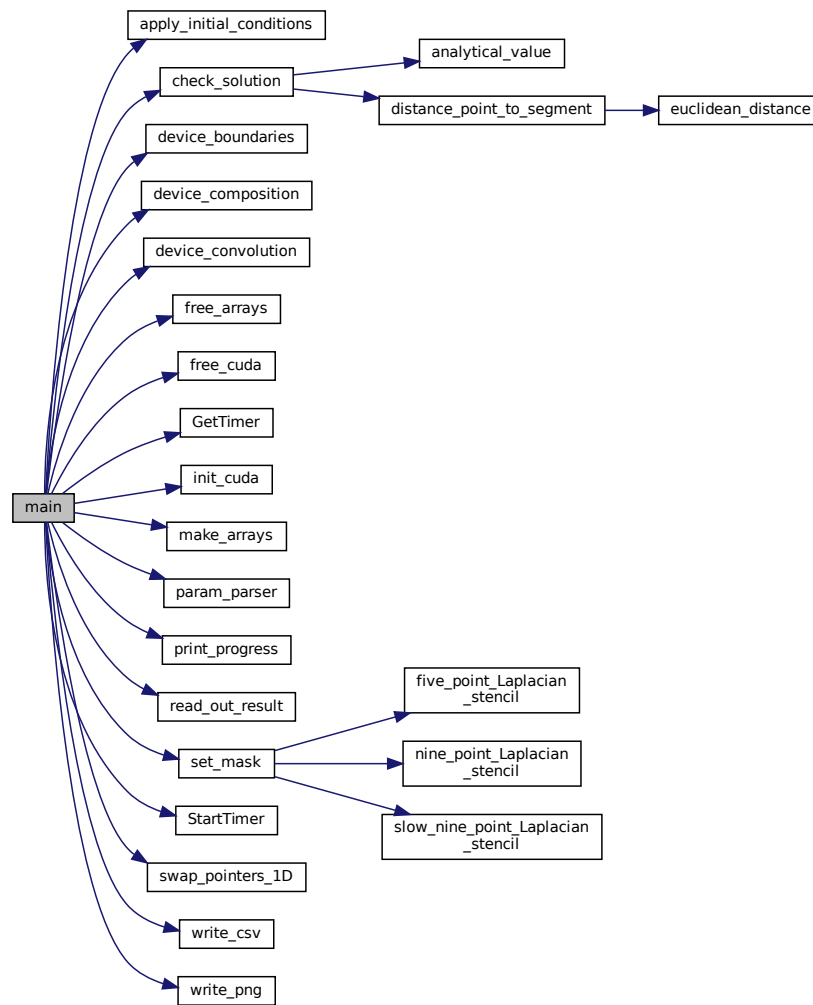 apply_initial_conditions
analytical_value
check_solution
distance_point_to_segment
euclidean_distance
device_boundaries
device_composition
device_convolution
free_arrays
free_cuda
GetTimer
init_cuda
main
make_arrays
param_parser
print_progress
five_point_Laplacian
_stencil
read_out_result
nine_point_Laplacian
_stencil
set_mask
StartTimer
slow_nine_point_Laplacian
_stencil
swap_pointers_1D
write_csv
write_png